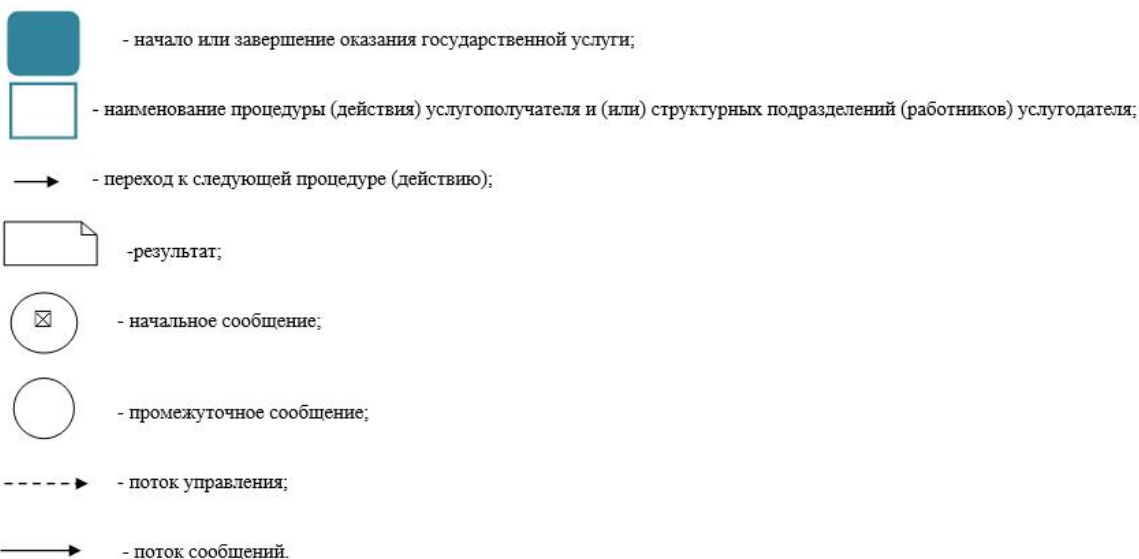 - начало или завершение оказания государственной услуги;
- наименование процедуры (действия) услугополучателя и (или) структурных подразделений (работников) услугодателя;
- переход к следующей процедуре (действию);
-результат;
- начальное сообщение;
- промежуточное сообщение;
- поток управления;
- поток сообщений.